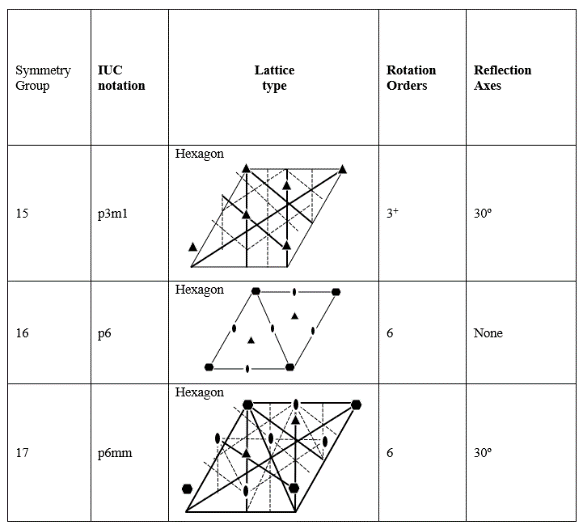 Symmetry
Group
IUC
notation
Lattice
type
Rotation
Orders
Reflection
Axes
15
p3m1
Hexagon
3+
30º
16
p6
Hexagon
6
None
17
p6mm
Hexagon
6
30º